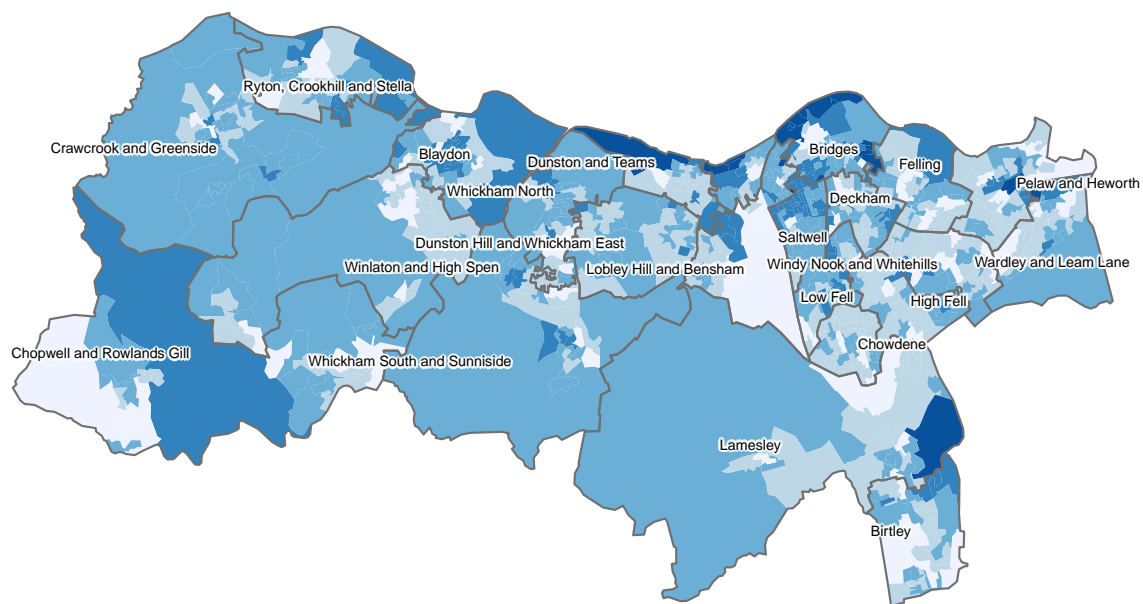 Ryton, Crookhill and Stella
Crawcrook and Greenside
Blaydon
Bridges
Dunston and Teams
Felling
Pelaw and Heworth
Whickham North
Deckham
Saltwell
Dunston Hill and Whickham East
Wardley and Leam Lane
Windy Nook and Whitehills
Winlaton and High Spen
Lobley Hill and Bensham
Low Fell
High Fell
Chowdene
Chopwell and Rowlands Gill
Whickham South and Sunniside
Lamesley
Birtley